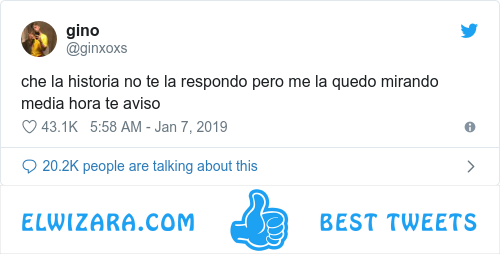 gino
@ginxoxs
che la historia no te la respondo pero me la quedo mirando
media hora te aviso
43.1K 5:58 AM - Jan 7, 2019
20.2K people are talking about this
ELWIZARA.COM BEST TWEETS